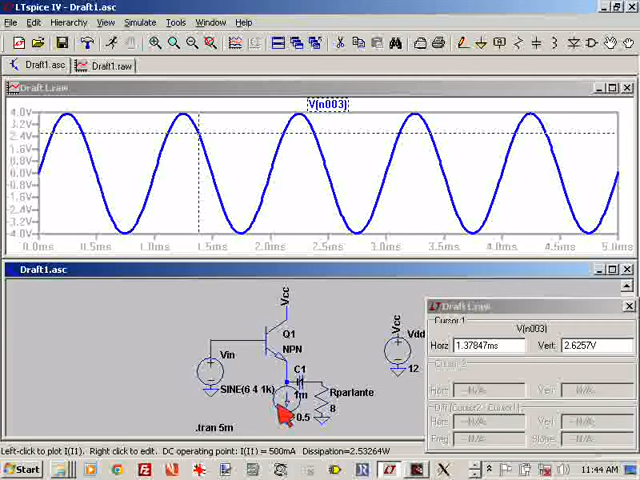 LTspice IV - Draft1.asc
File Edit Hierarchy View Simulate Tools Window Help
Draft1.asc Draft1.raw
Draft1.raw
V(n003)
4.0V
2.4V
1.6V
0.8V
0.0V
-0.8V
-1.6V
-2.4V
-4.0V
0.0ms 0.5ms 1.0ms 1.5ms 2.0ms 2.5ms 3.0ms 3.5ms 4.0ms 4.5ms 5.0ms
Draft1.asc
Vcc
Q1
NPN
Vin
SINE(6 4 1k)
C1
1m
0.5
Rparlante
8
.tran 5m
Vcc
Vdd
12
Draft1.raw
Cursor 1
V(n003)
Horz 1.37847ms Vert 2.6257V
Cursor 2
Horz --N/A-- Vert --N/A--
Diff (Cursor2 - Cursor1)
Horz --N/A-- Vert --N/A--
Freq --N/A-- Slope --N/A--
Left-click to plot I(I1). Right click to edit. DC operating point: I(I1) = 500mA Dissipation=2.53264W
Start
11:44 AM